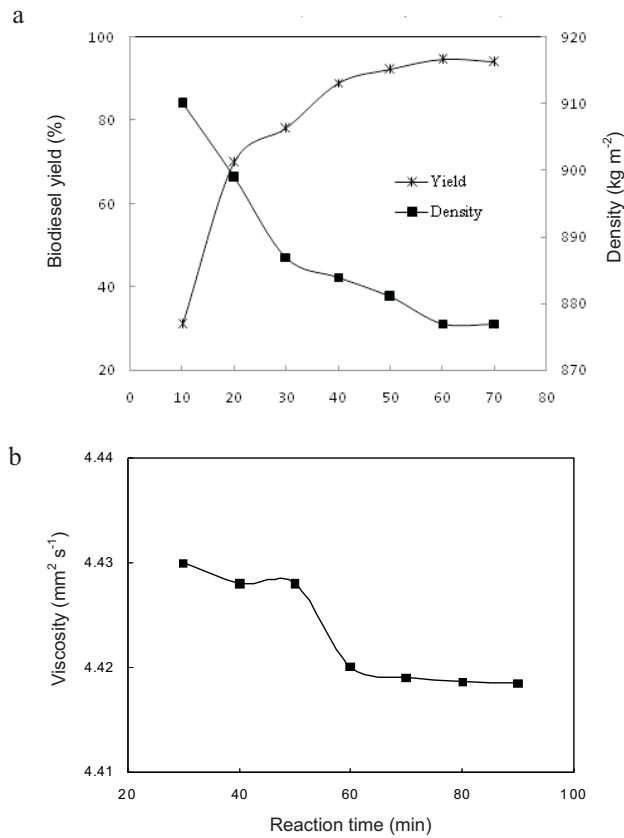 a
100
80
60
40
20
Biodiesel yield (%)
920
910
900
890
880
870
Density (kg m⁻²)
Yield
Density
0 10 20 30 40 50 60 70 80
b
4.44
4.43
4.42
4.41
Viscosity (mm² s⁻¹)
20 40 60 80 100
Reaction time (min)